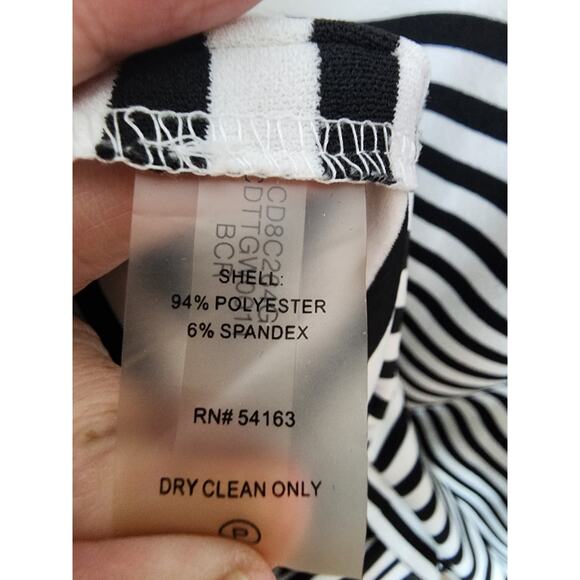 SHELL:
94% POLYESTER
6% SPANDEX
RN# 54163
DRY CLEAN ONLY
P